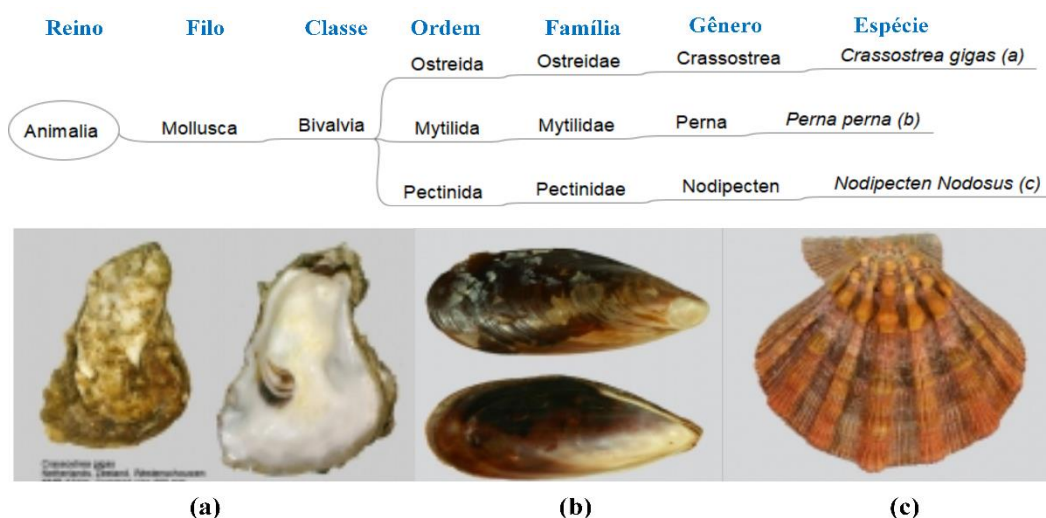 Reino Filo Classe Ordem Família Gênero Espécie
Ostreida Ostreidae Crassostrea Crassostrea gigas (a)
Animalia Mollusca Bivalvia Mytilida Mytilidae Perna Perna perna (b)
Pectinida Pectinidae Nodipecten Nodipecten Nodosus (c)
Crassostrea gigas
(a) (b) (c)